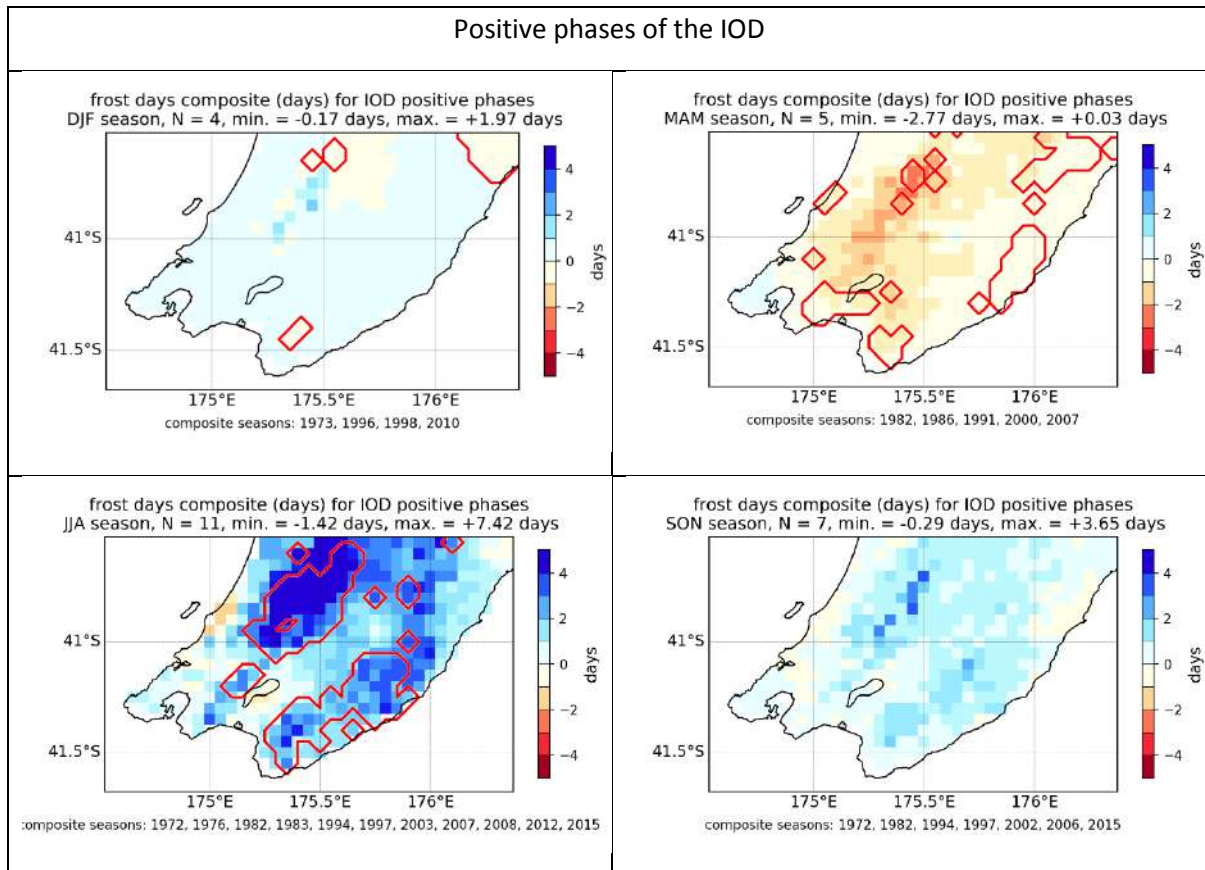 Positive phases of the IOD
frost days composite (days) for IOD positive phases
DJF season, N = 4, min. = -0.17 days, max. = +1.97 days
4
2
0
−2
−4
days
41°S
41.5°S
175°E 175.5°E 176°E
composite seasons: 1973, 1996, 1998, 2010
frost days composite (days) for IOD positive phases
MAM season, N = 5, min. = -2.77 days, max. = +0.03 days
4
2
0
−2
−4
days
41°S
41.5°S
175°E 175.5°E 176°E
composite seasons: 1982, 1986, 1991, 2000, 2007
frost days composite (days) for IOD positive phases
JJA season, N = 11, min. = -1.42 days, max. = +7.42 days
4
2
0
−2
−4
days
41°S
41.5°S
175°E 175.5°E 176°E
composite seasons: 1972, 1976, 1982, 1983, 1994, 1997, 2003, 2007, 2008, 2012, 2015
frost days composite (days) for IOD positive phases
SON season, N = 7, min. = -0.29 days, max. = +3.65 days
4
2
0
−2
−4
days
41°S
41.5°S
175°E 175.5°E 176°E
composite seasons: 1972, 1982, 1994, 1997, 2002, 2006, 2015